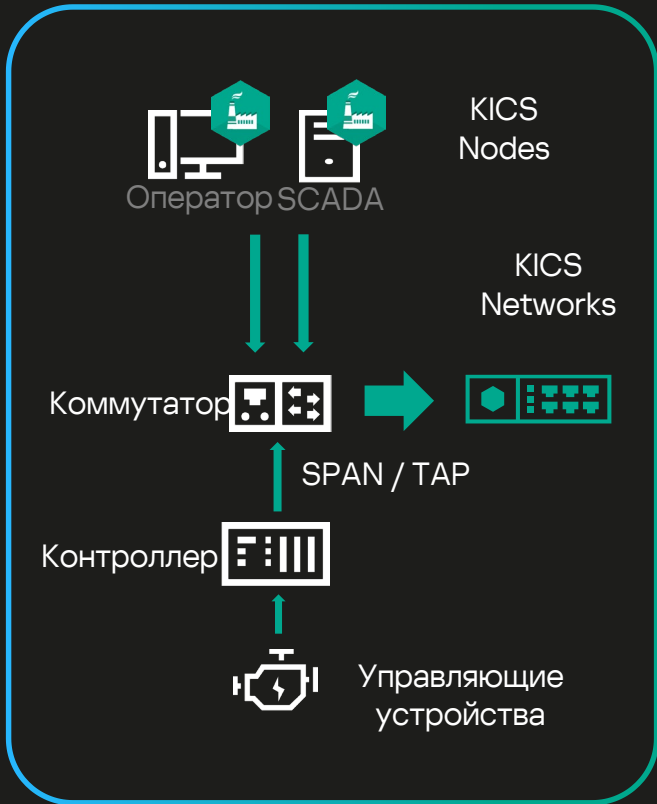 KICS
Nodes
Оператор SCADA
KICS
Networks
Коммутатор
SPAN / TAP
Контроллер
Управляющие
устройства